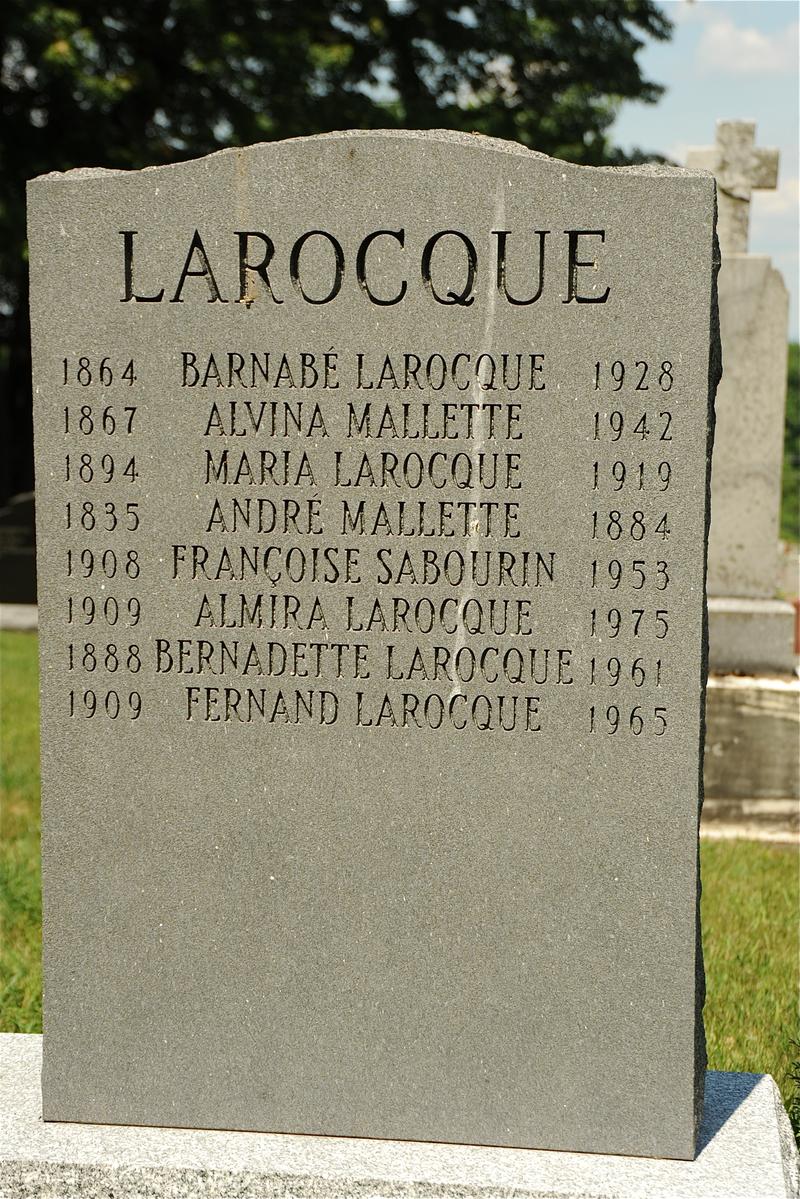 LAROCQUE
1864 BARNABÉ LAROCQUE 1928
1867 ALVINA MALLETTE 1942
1894 MARIA LAROCQUE 1919
1835 ANDRÉ MALLETTE 1884
1908 FRANÇOISE SABOURIN 1953
1909 ALMIRA LAROCQUE 1975
1888 BERNADETTE LAROCQUE 1961
1909 FERNAND LAROCQUE 1965